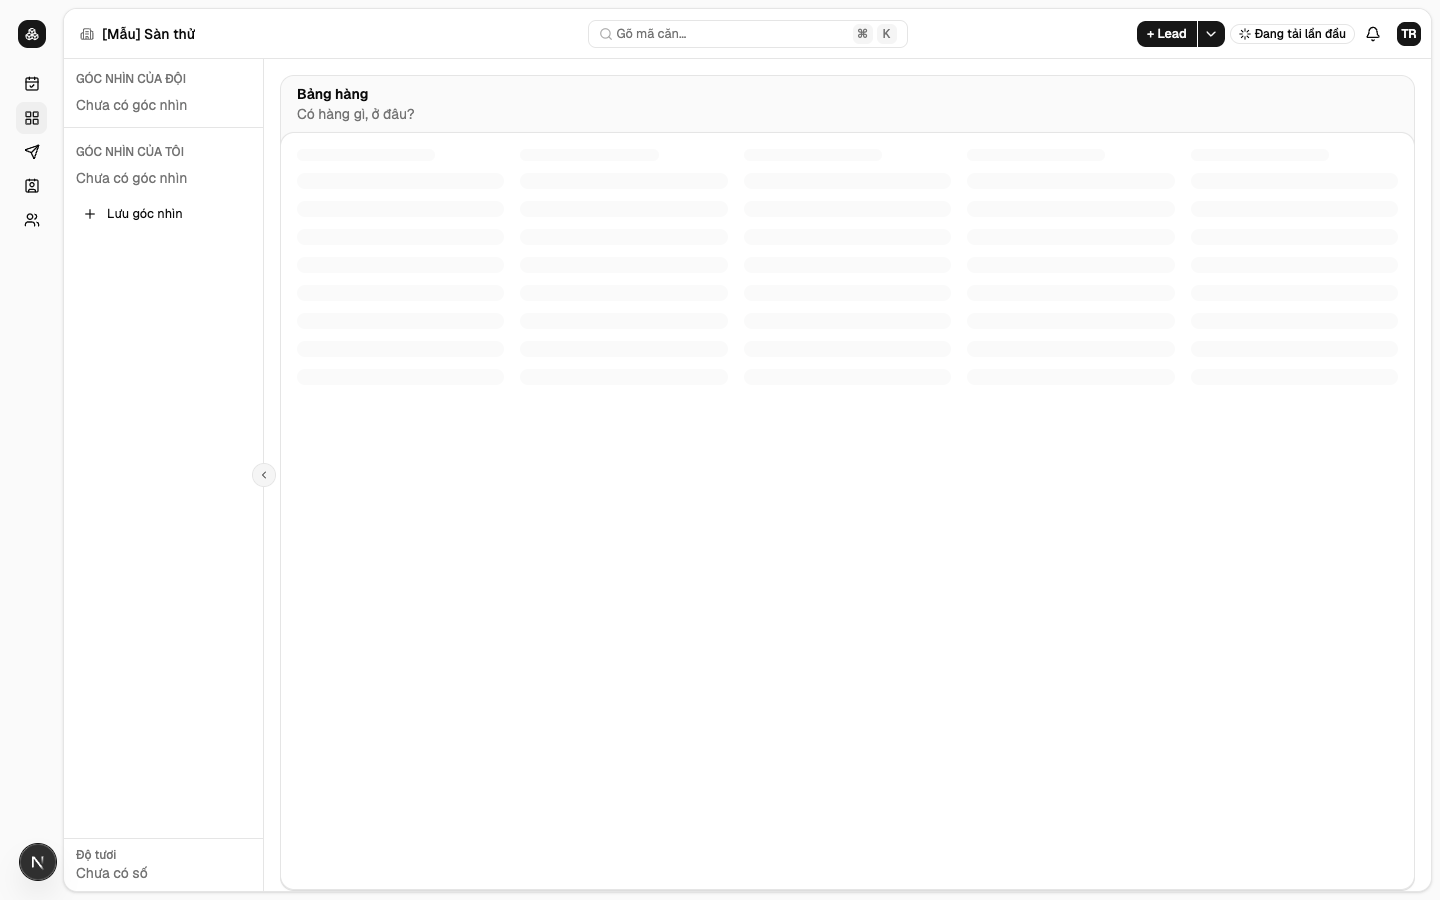 [Mẫu] Sàn thử
Gõ mã căn...
⌘ K
+ Lead
Đang tải lần đầu
TR
GÓC NHÌN CỦA ĐỘI
Chưa có góc nhìn
GÓC NHÌN CỦA TÔI
Chưa có góc nhìn
Lưu góc nhìn
Bảng hàng
Có hàng gì, ở đâu?
Độ tươi
Chưa có số
N